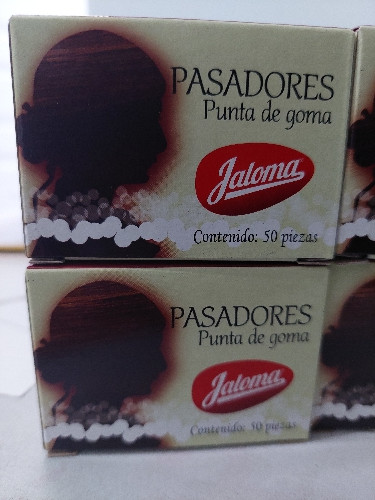 PASADORES
Punta de goma
Jaloma
Contenido: 50 piezas
PASADORES
Punta de goma
Jaloma
Contenido: 50 piezas